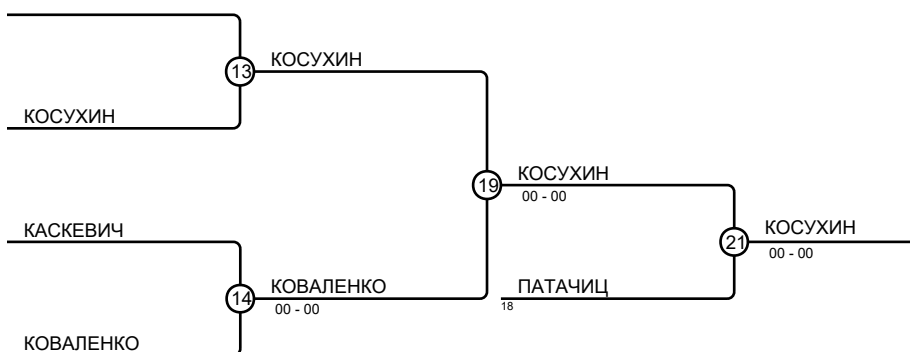 13
КОСУХИН
КОСУХИН
19
КОСУХИН
00 - 00
КАСКЕВИЧ
21
КОСУХИН
00 - 00
14
КОВАЛЕНКО
00 - 00
ПАТАЧИЦ
18
КОВАЛЕНКО